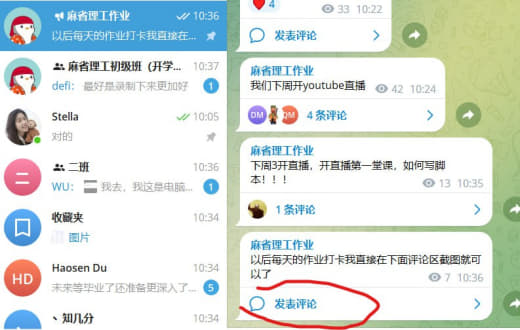 麻省理工作业 10:36
以后每天的作业打卡我直接在...
麻省理工初级班（开学... 10:37
defi: 最好是录制下来更加好 1
Stella 10:05
对的
二班 10:36
WU: 我去，我这是电脑... 1
收藏夹 10:34
图片
HD Haosen Du 10:34
未来等毕业了还准备更深入了... 5
、知几分 10:34
4
33 10:22
发表评论
麻省理工作业
我们下周开youtube直播
42 10:24
DM QM 4 条评论
麻省理工作业
下周3开直播，开直播第一堂课，如何写脚
本！！！
13 10:35
1 条评论
麻省理工作业
以后每天的作业打卡我直接在下面评论区截图就可
以了
7 10:36
发表评论